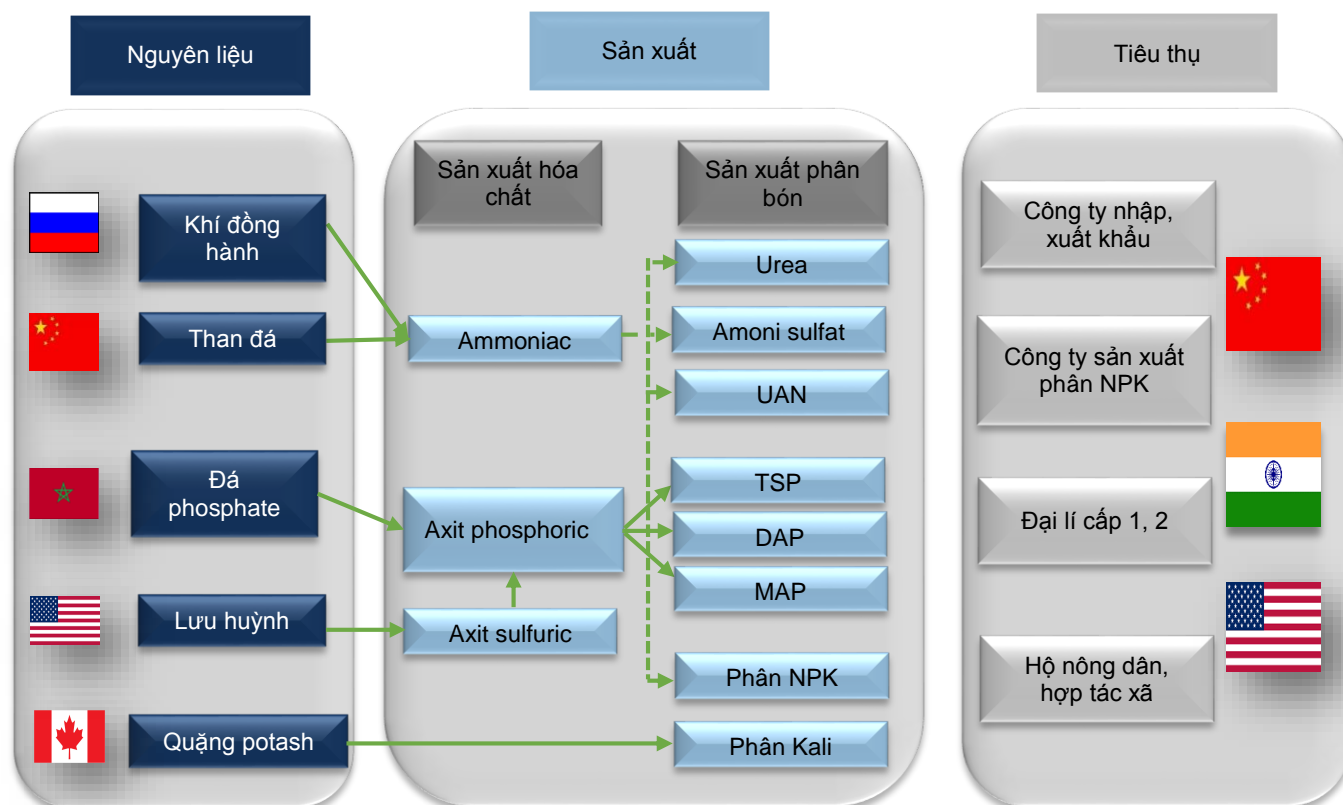 Nguyên liệu
Sản xuất
Tiêu thụ
Khí đồng
hành
Than đá
Đá
phosphate
Lưu huỳnh
Quặng potash
Sản xuất hóa
chất
Ammoniac
Axit phosphoric
Axit sulfuric
Sản xuất phân
bón
Urea
Amoni sulfat
UAN
TSP
DAP
MAP
Phân NPK
Phân Kali
Công ty nhập,
xuất khẩu
Công ty sản xuất
phân NPK
Đại lí cấp 1, 2
Hộ nông dân,
hợp tác xã